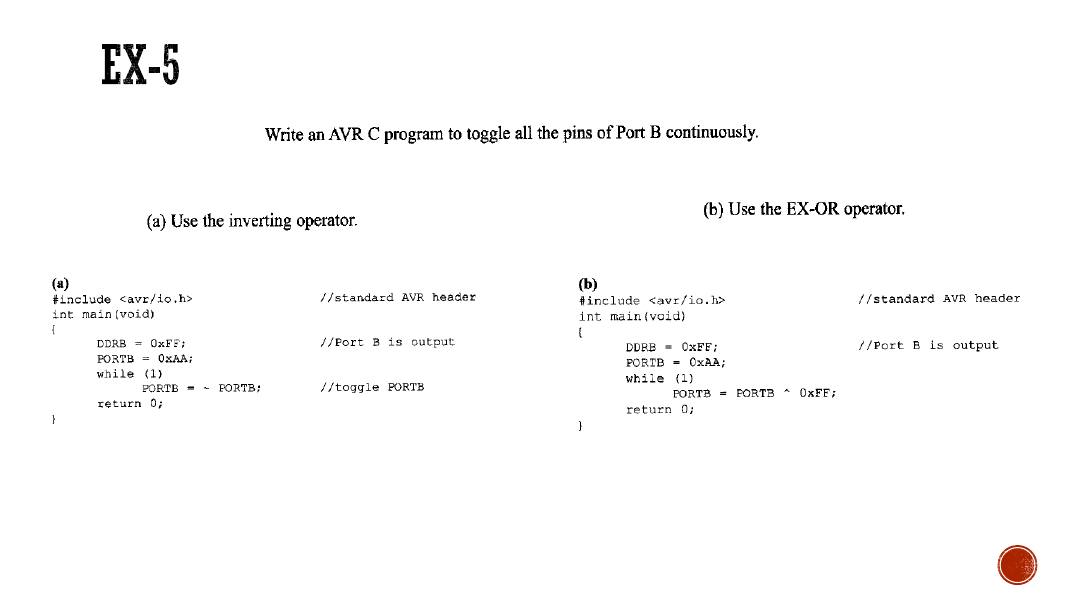 EX-5
Write an AVR C program to toggle all the pins of Port B continuously.
(a) Use the inverting operator.
(b) Use the EX-OR operator.
(a)
#include <avr/io.h> //standard AVR header
int main(void)
{
DDRB = 0xFF; //Port B is output
PORTB = 0xAA;
while (1)
PORTB = ~ PORTB; //toggle PORTB
return 0;
}
(b)
#include <avr/io.h> //standard AVR header
int main(void)
{
DDRB = 0xFF; //Port B is output
PORTB = 0xAA;
while (1)
PORTB = PORTB ^ 0xFF;
return 0;
}